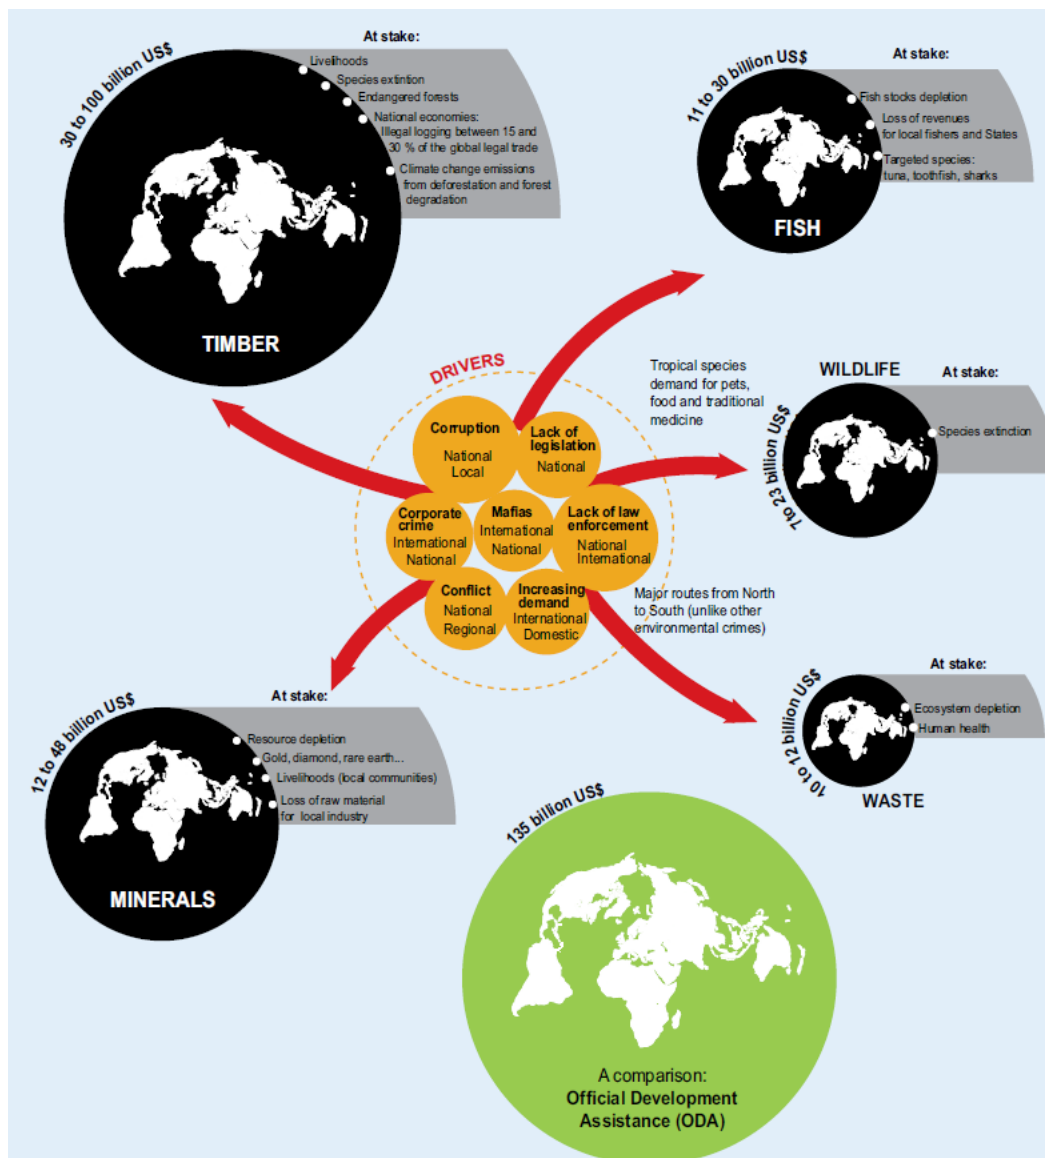 At stake:
30 to 100 billion US$
Livelihoods
Species extintion
Endangered forests
National economies:
Illegal logging between 15 and
30 % of the global legal trade
Climate change emissions
from deforestation and forest
degradation
TIMBER
At stake:
11 to 30 billion US$
Fish stocks depletion
Loss of revenues
for local fishers and States
Targeted species:
tuna, toothfish, sharks
FISH
DRIVERS
Corruption
National
Local
Lack of
legislation
National
Corporate
crime
International
National
Mafias
International
National
Lack of law
enforcement
National
International
Conflict
National
Regional
Increasing
demand
International
Domestic
Tropical species
demand for pets,
food and traditional
medicine
WILDLIFE
At stake:
7to 23 billion US$
Species extinction
Major routes from North
to South (unlike other
environmental crimes)
At stake:
10 to 12 billion US$
Ecosystem depletion
Human health
WASTE
At stake:
12 to 48 billion US$
Resource depletion
Gold, diamond, rare earth...
Livelihoods (local communities)
Loss of raw material
for local industry
MINERALS
135 billion US$
A comparison:
Official Development
Assistance (ODA)